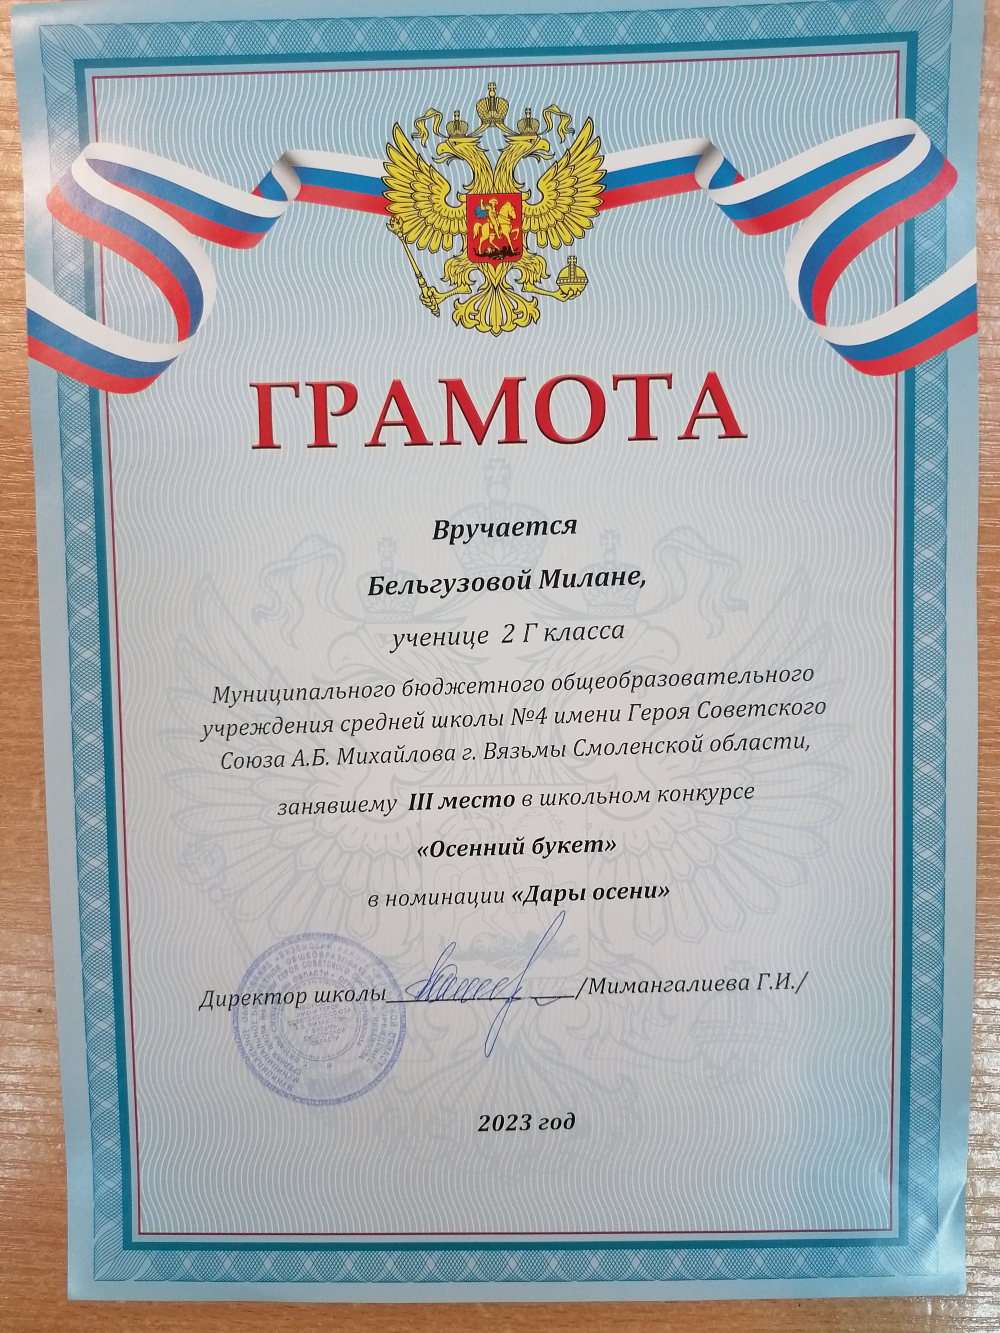 ГРАМОТА
Вручается
Бельгузовой Милане,
ученице 2 Г класса
Муниципального бюджетного общеобразовательного
учреждения средней школы №4 имени Героя Советского
Союза А.Б. Михайлова г. Вязьмы Смоленской области,
занявшему III место в школьном конкурсе
«Осенний букет»
в номинации «Дары осени»
Директор школы /Мимангалиева Г.И./
2023 год